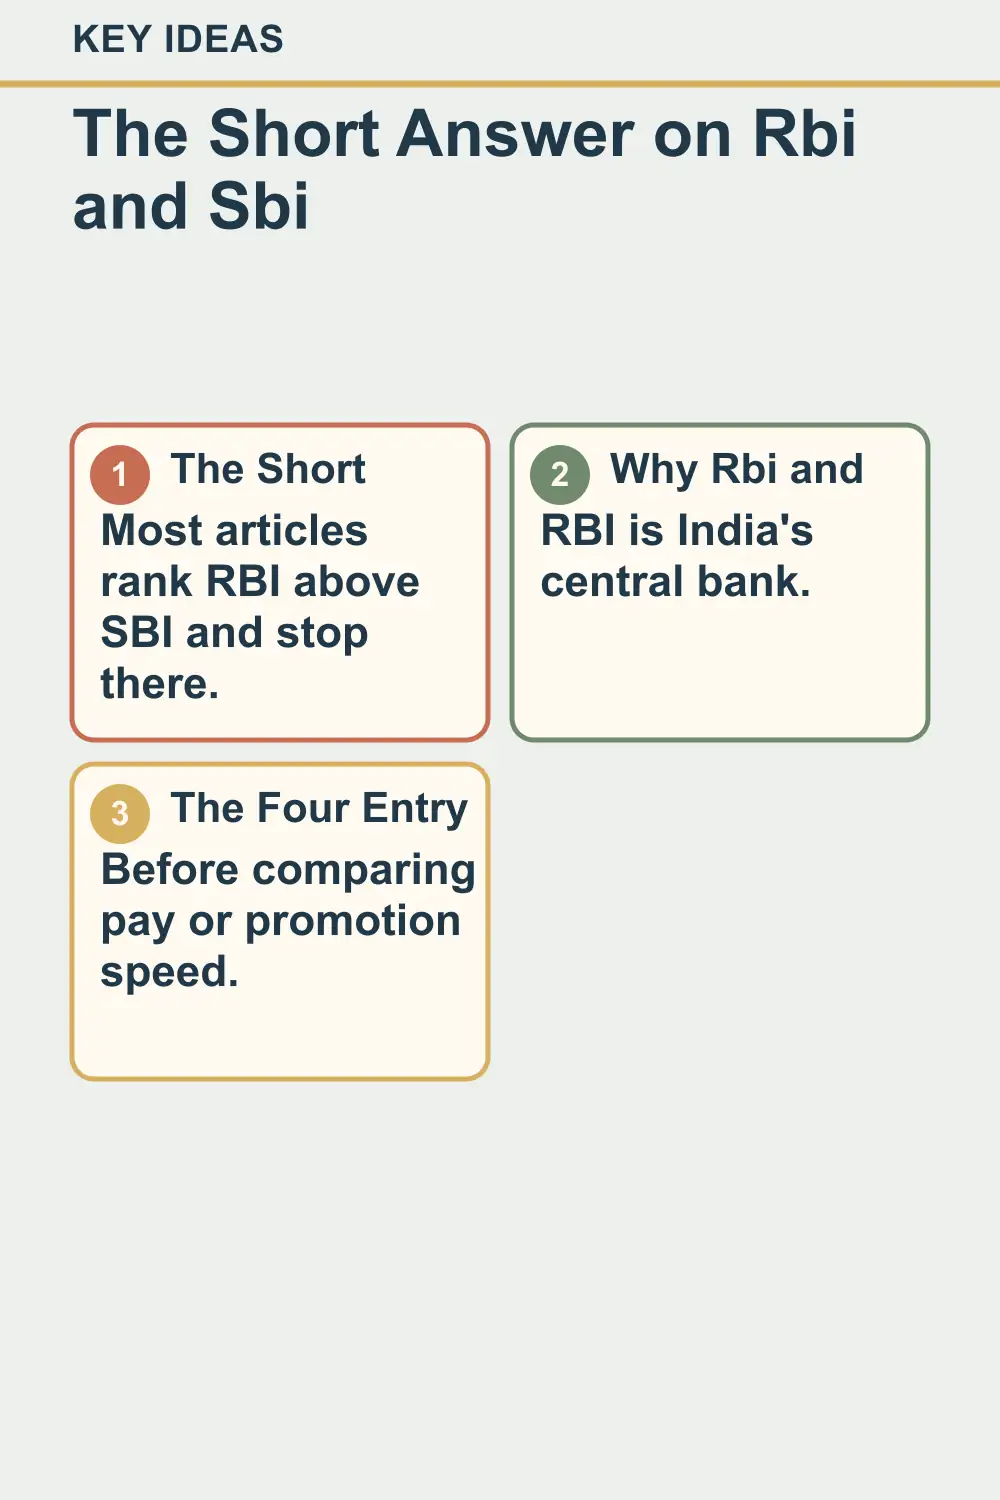 KEY IDEAS
The Short Answer on Rbi
and Sbi
1 The Short
Most articles
rank RBI above
SBI and stop
there.
2 Why Rbi and
RBI is India's
central bank.
3 The Four Entry
Before comparing
pay or promotion
speed.